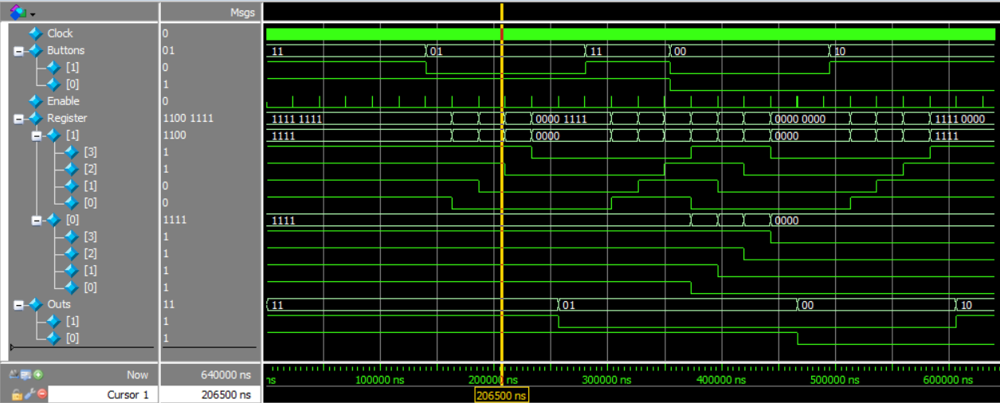 Msgs
Clock 0
Buttons 01 11 01 11 00 10
[1] 0
[0] 1
Enable 0
Register 1100 1111 1111 1111 0000 1111 0000 0000 1111 0000
[1] 1100 1111 0000 0000 1111
[3] 1
[2] 1
[1] 0
[0] 0
[0] 1111 1111 0000
[3] 1
[2] 1
[1] 1
[0] 1
Outs 11 11 01 00 10
[1] 1
[0] 1
Now 640000 ns ns 100000 ns 200000 ns 300000 ns 400000 ns 500000 ns 600000 ns
Cursor 1 206500 ns 206500 ns